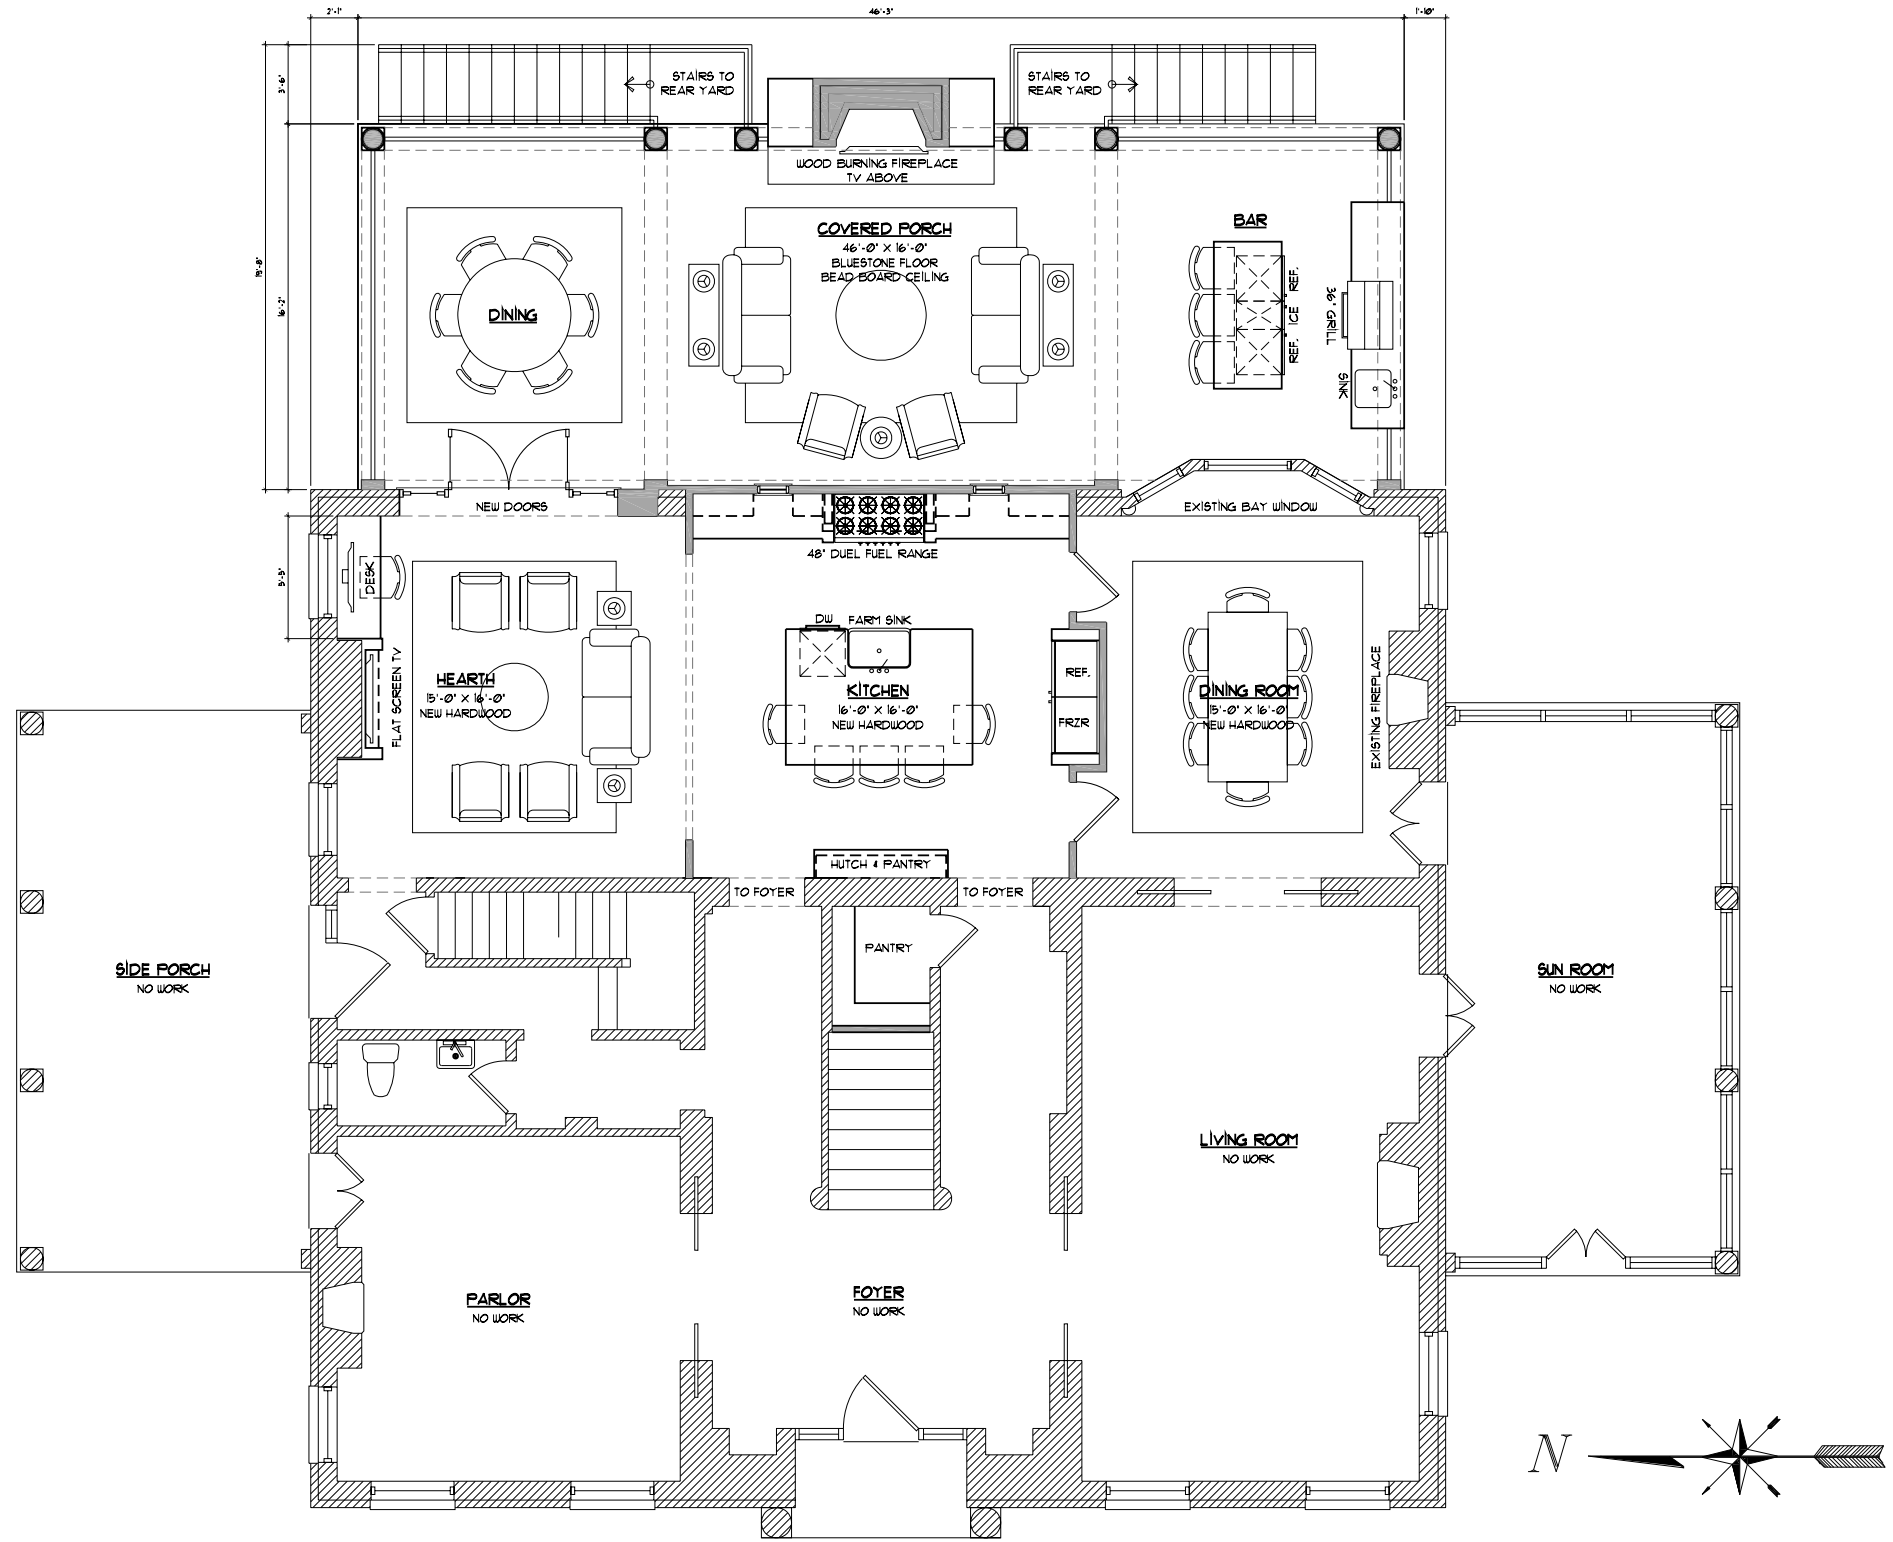 2'-1"
46'-3"
1'-10"
3'-6"
STAIRS TO
REAR YARD
STAIRS TO
REAR YARD
WOOD BURNING FIREPLACE
TV ABOVE
COVERED PORCH
46'-0" X 16'-0"
BLUESTONE FLOOR
BEAD BOARD CEILING
BAR
REF.
ICE
REF.
36" GRILL
SINK
DINING
16'-2"
NEW DOORS
EXISTING BAY WINDOW
48" DUEL FUEL RANGE
DESK
DW
FARM SINK
FLAT SCREEN TV
HEARTH
15'-0" X 16'-0"
NEW HARDWOOD
KITCHEN
16'-0" X 16'-0"
NEW HARDWOOD
REF.
FRZR
DINING ROOM
15'-0" X 16'-0"
NEW HARDWOOD
EXISTING FIREPLACE
HUTCH & PANTRY
TO FOYER
TO FOYER
PANTRY
SIDE PORCH
NO WORK
SUN ROOM
NO WORK
LIVING ROOM
NO WORK
PARLOR
NO WORK
FOYER
NO WORK
N